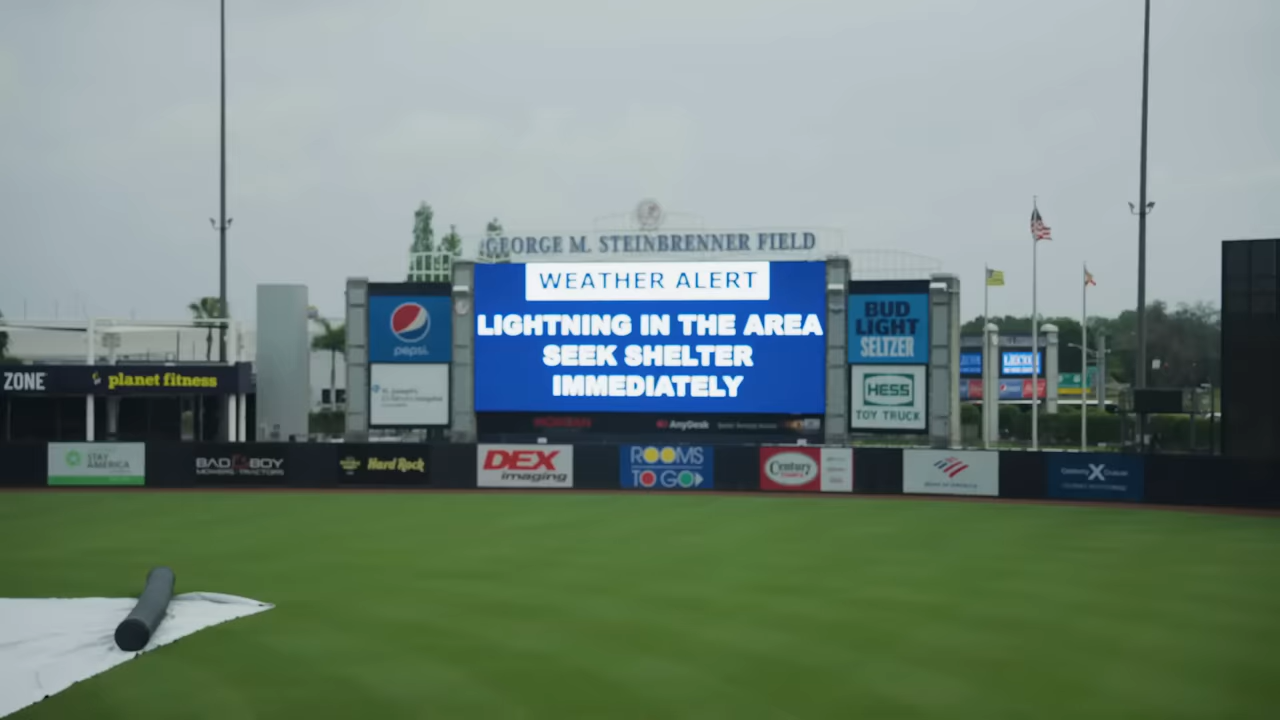 GEORGE M. STEINBRENNER FIELD
WEATHER ALERT
LIGHTNING IN THE AREA
SEEK SHELTER
IMMEDIATELY
pepsi
BUD
LIGHT
SELTZER
HESS
TOY TRUCK
ZONE
planet fitness
AnyDesk
STAY
AMERICA
BAD BOY
MOWERS TRACTORS
Hard Rock
DEX
imaging
ROOMS
TO GO
Century